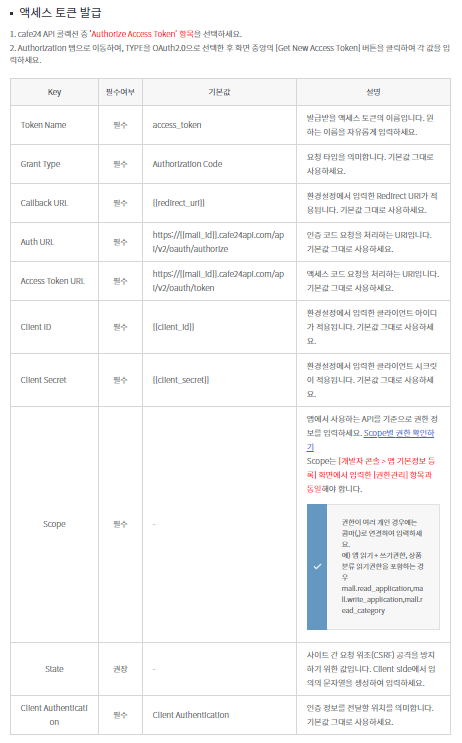 액세스 토큰 발급
1. cafe24 API 콜렉션 중 'Authorize Access Token' 항목을 선택하세요.
2. Authorization 탭으로 이동하여, TYPE을 OAuth2.0으로 선택한 후 화면 중앙의 [Get New Access Token] 버튼을 클릭하여 각 값을 입
력하세요.
Key 필수여부 기본값 설명
Token Name 필수 access_token
발급받을 액세스 토큰의 이름입니다. 원
하는 이름을 자유롭게 입력하세요.
Grant Type 필수 Authorization Code
요청 타입을 의미합니다. 기본값 그대로
사용하세요.
Callback URL 필수 {{redirect_uri}}
환경설정에서 입력한 Redirect URI가 적
용됩니다. 기본값 그대로 사용하세요.
Auth URL 필수
https://{{mall_id}}.cafe24api.com/ap
i/v2/oauth/authorize
인증 코드 요청을 처리하는 URI입니다.
기본값 그대로 사용하세요.
Access Token URL 필수
https://{{mall_id}}.cafe24api.com/ap
i/v2/oauth/token
액세스 코드 요청을 처리하는 URI입니다.
기본값 그대로 사용하세요.
Client ID 필수 {{client_id}}
환경설정에서 입력한 클라이언트 아이디
가 적용됩니다. 기본값 그대로 사용하세
요.
Client Secret 필수 {{client_secret}}
환경설정에서 입력한 클라이언트 시크릿
이 적용됩니다. 기본값 그대로 사용하세
요.
Scope 필수 -
앱에서 사용하는 API를 기준으로 권한 정
보를 입력하세요. Scope별 권한 확인하
기
Scope는 [개발자 콘솔 > 앱 기본정보 등
록] 화면에서 입력한 [권한관리] 항목과
동일해야 합니다.
권한이 여러 개인 경우에는
콤마(,)로 연결하여 입력하세
요.
예) 앱 읽기 + 쓰기권한, 상품
분류 읽기권한을 포함하는 경
우
mall.read_application,ma
ll.write_application,mall.r
ead_category
State 권장 -
사이트 간 요청 위조(CSRF) 공격을 방지
하기 위한 값입니다. Client-side에서 임
의의 문자열을 생성하여 입력하세요.
Client Authenticati
on
필수 Client Authentication
인증 정보를 전달할 위치를 의미합니다.
기본값 그대로 사용하세요.